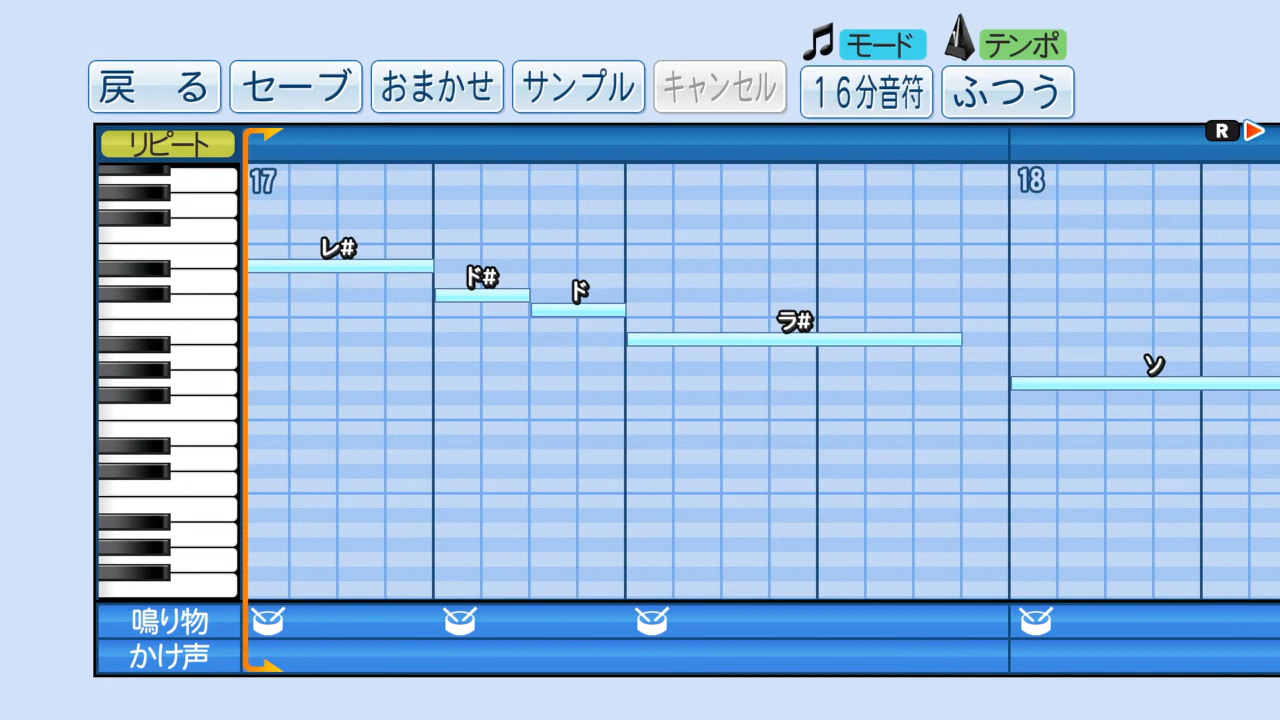 モード テンポ
戻 る セーブ おまかせ サンプル キャンセル 16分音符 ふつう
リピート R
17 18
レ#
ド#
ド
ラ#
ソ
鳴り物
かけ声